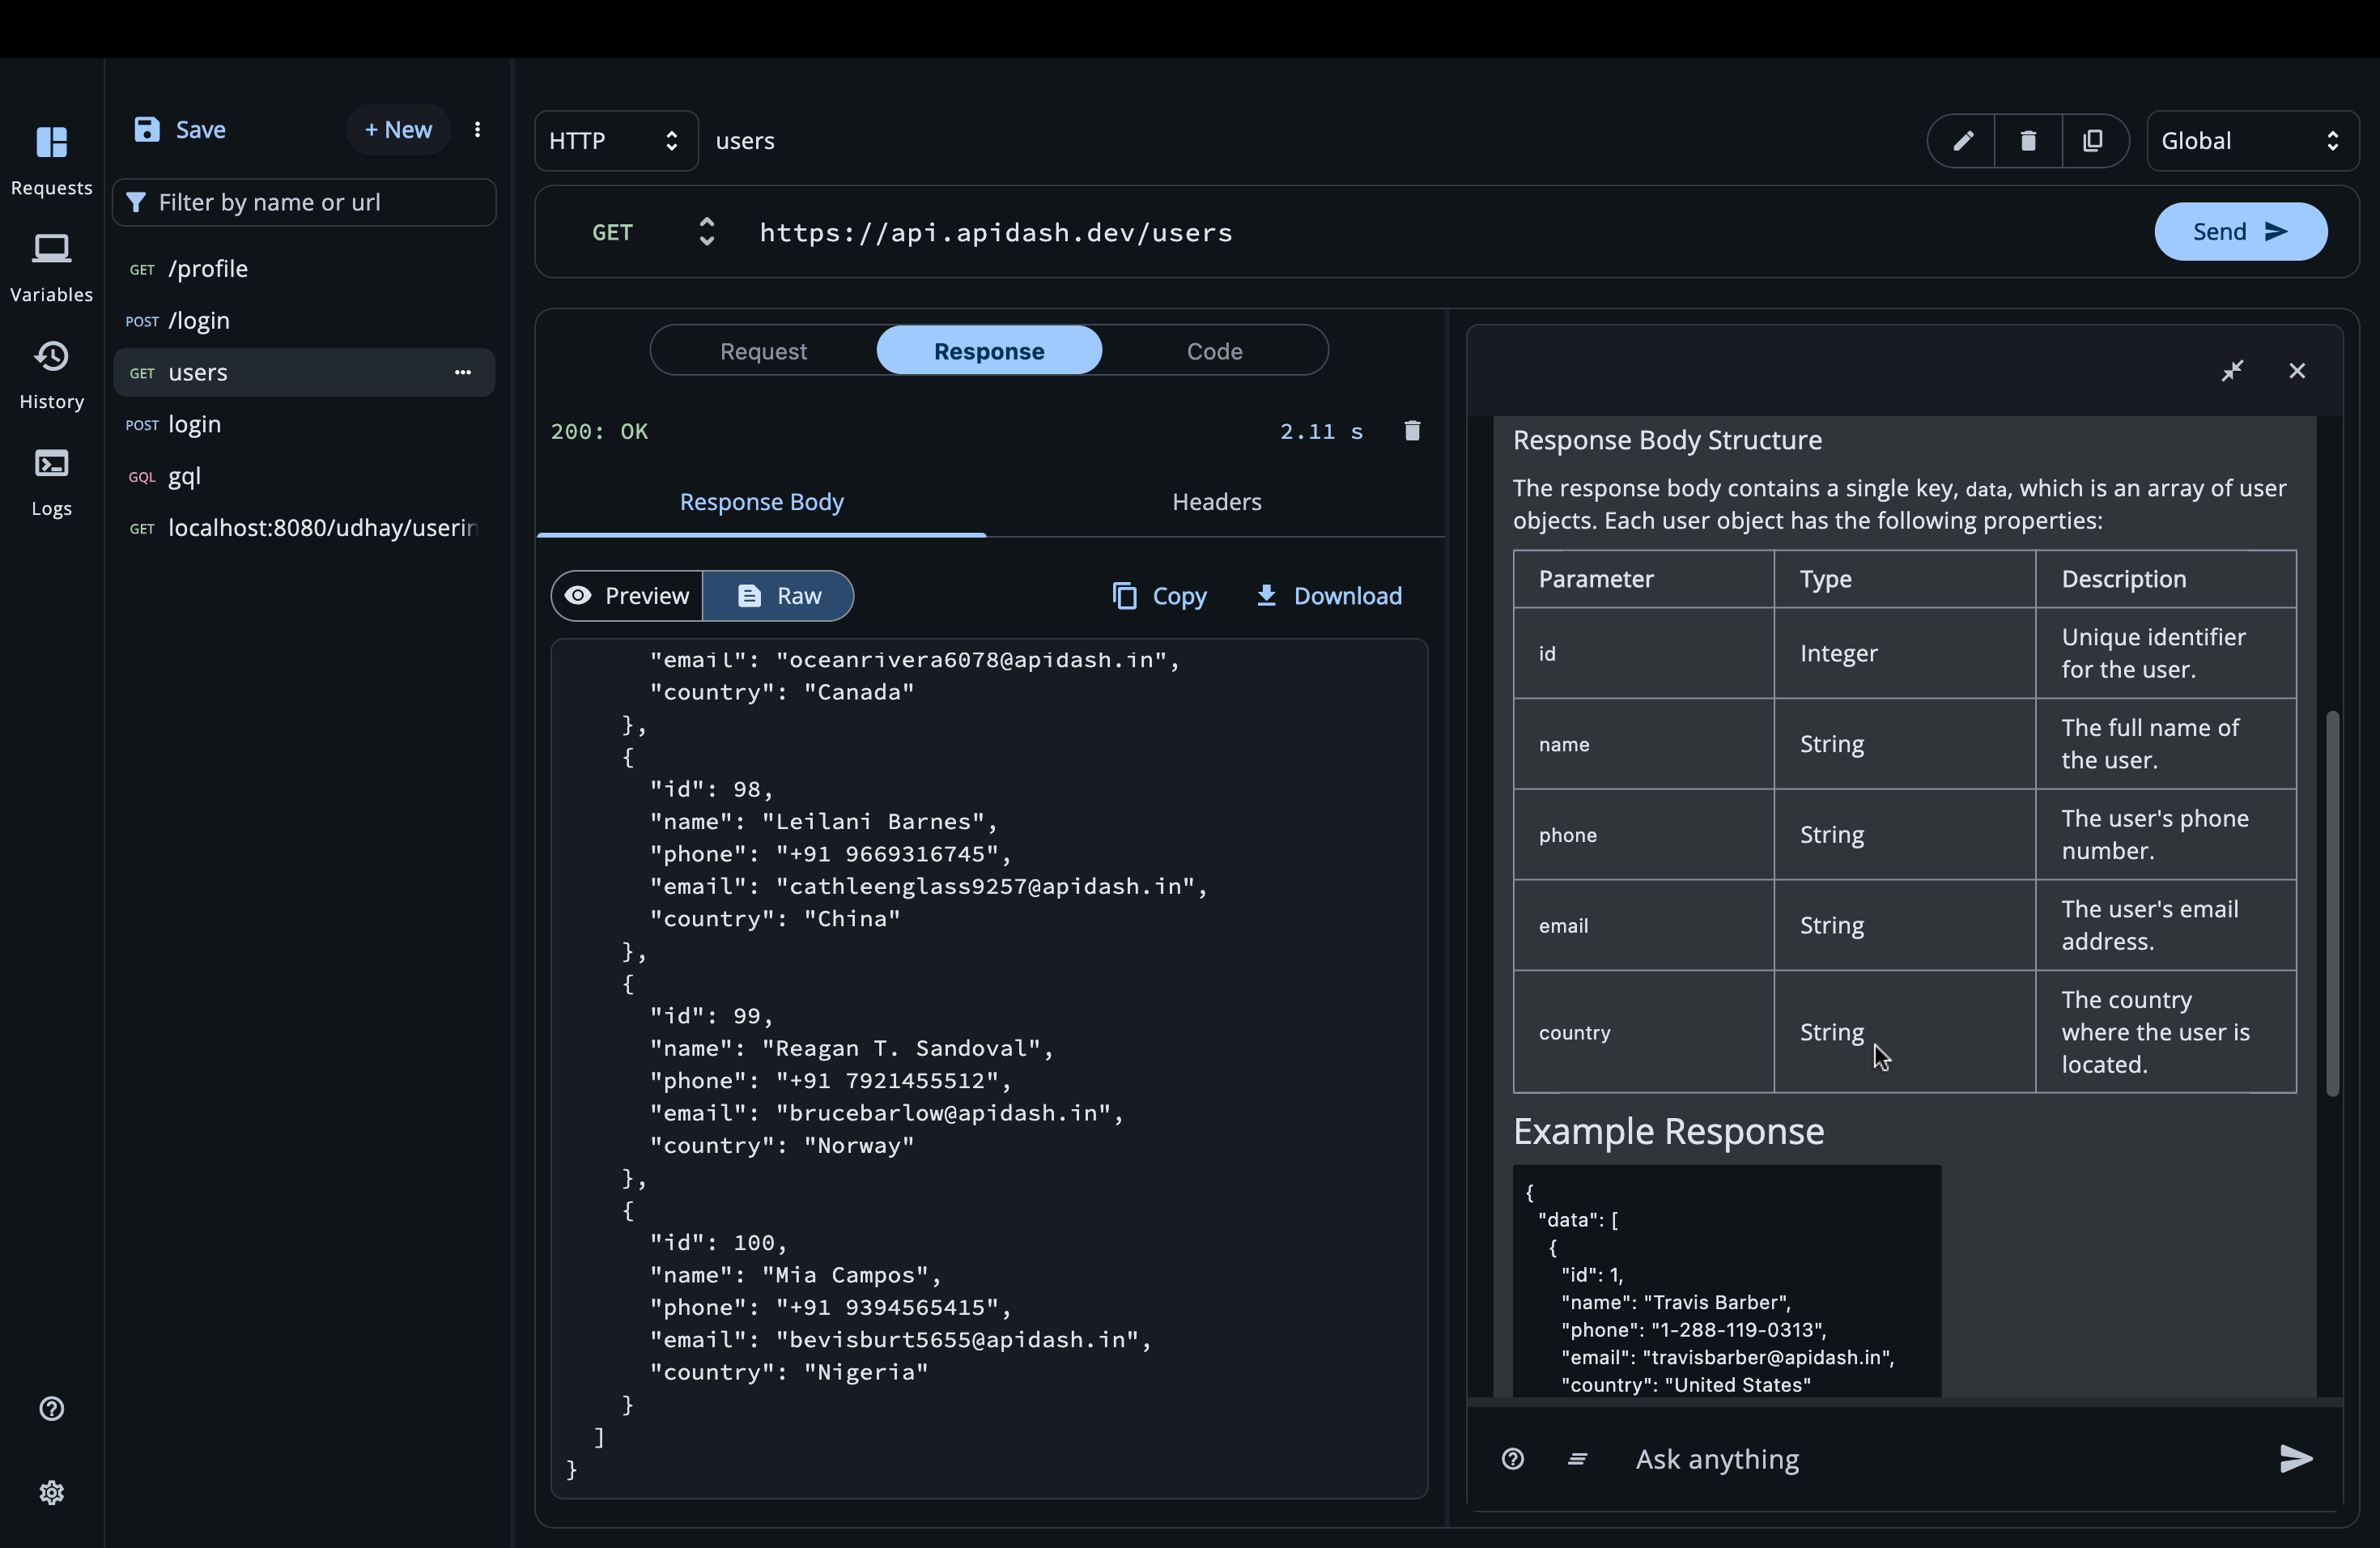 Requests
Variables
History
Logs
Save
+ New
Filter by name or url
GET /profile
POST /login
GET users
POST login
GQL gql
GET localhost:8080/udhay/userin
HTTP
users
Global
GET
https://api.apidash.dev/users
Send
Request
Response
Code
200: OK
2.11 s
Response Body
Headers
Preview
Raw
Copy
Download
"email": "oceanrivera6078@apidash.in",
"country": "Canada"
},
{
"id": 98,
"name": "Leilani Barnes",
"phone": "+91 9669316745",
"email": "cathleenglass9257@apidash.in",
"country": "China"
},
{
"id": 99,
"name": "Reagan T. Sandoval",
"phone": "+91 7921455512",
"email": "brucebarlow@apidash.in",
"country": "Norway"
},
{
"id": 100,
"name": "Mia Campos",
"phone": "+91 9394565415",
"email": "bevisburt5655@apidash.in",
"country": "Nigeria"
}
]
}
Response Body Structure
The response body contains a single key, data, which is an array of user
objects. Each user object has the following properties:
Parameter
Type
Description
id
Integer
Unique identifier
for the user.
name
String
The full name of
the user.
phone
String
The user's phone
number.
email
String
The user's email
address.
country
String
The country
where the user is
located.
Example Response
{
"data": [
{
"id": 1,
"name": "Travis Barber",
"phone": "1-288-119-0313",
"email": "travisbarber@apidash.in",
"country": "United States"
Ask anything